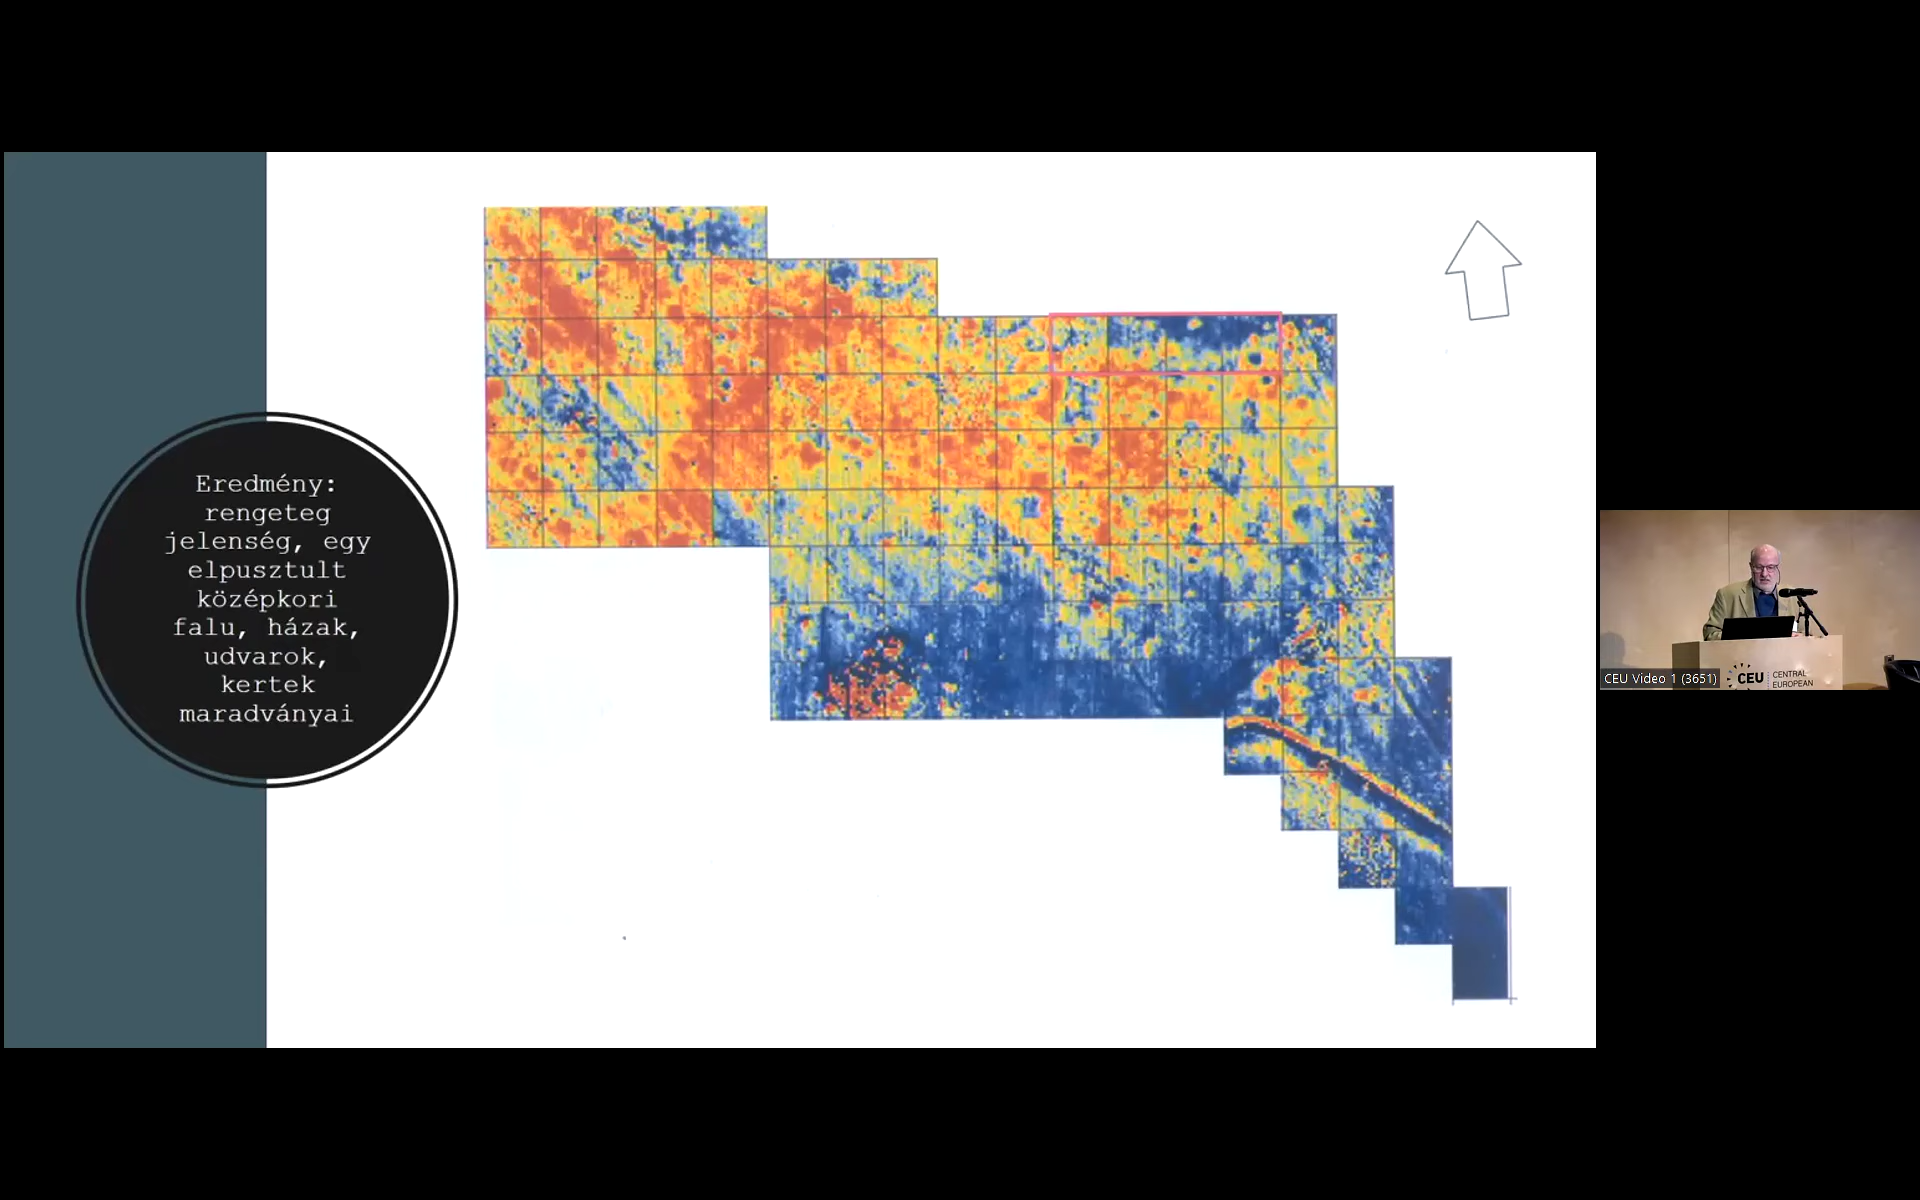 Eredmény:
rengeteg
jelenség, egy
elpusztult
középkori
falu, házak,
udvarok,
kertek
maradványai
CEU Video 1 (3651)
CEU
CENTRAL
EUROPEAN